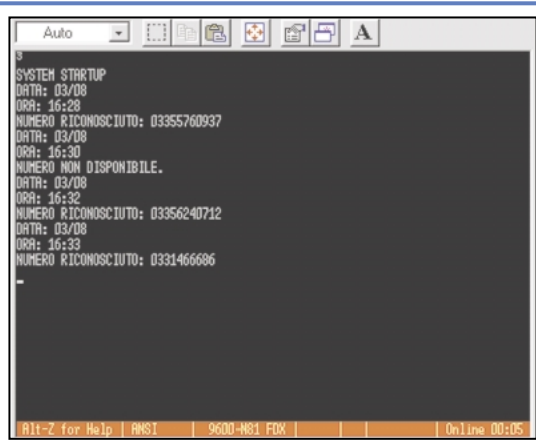 Auto
A
3
SYSTEM STARTUP
DATA: 03/08
ORA: 16:28
NUMERO RICONOSCIUTO: 03355760937
DATA: 03/08
ORA: 16:30
NUMERO NON DISPONIBILE.
DATA: 03/08
ORA: 16:32
NUMERO RICONOSCIUTO: 03356240712
DATA: 03/08
ORA: 16:33
NUMERO RICONOSCIUTO: 0331466686
Alt-Z for Help | ANSI | 9600-N81 FDX | | | Online 00:05